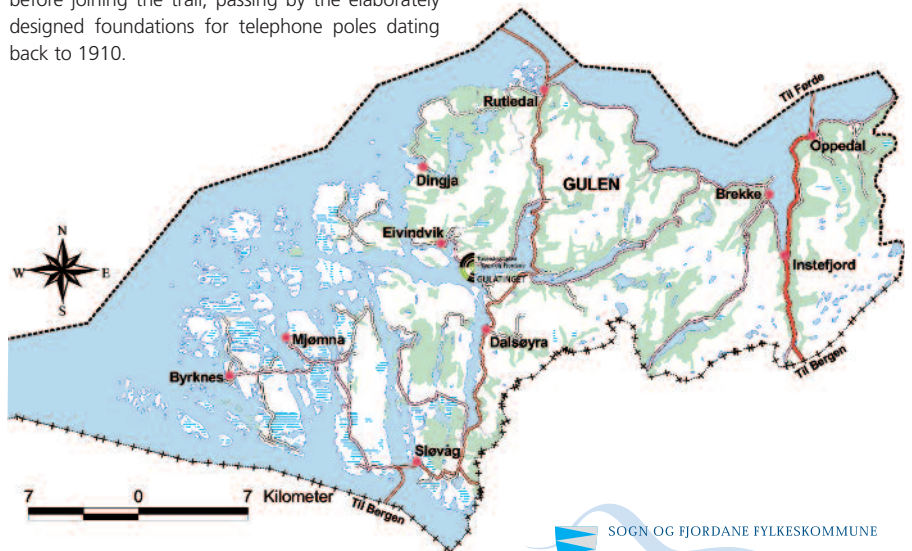 before joining the trail, passing by the elaborately
designed foundations for telephone poles dating
back to 1910.
Til Førde
Rutledal
Oppedal
Dingja
GULEN
Brekke
Eivindvik
GULATINGET
Instefjord
N
W
E
S
Dalsøyra
Mjømna
Byrknes
Til Bergen
Sløvåg
7 0 7 Kilometer
Til Bergen
SOGN OG FJORDANE FYLKESKOMMUNE